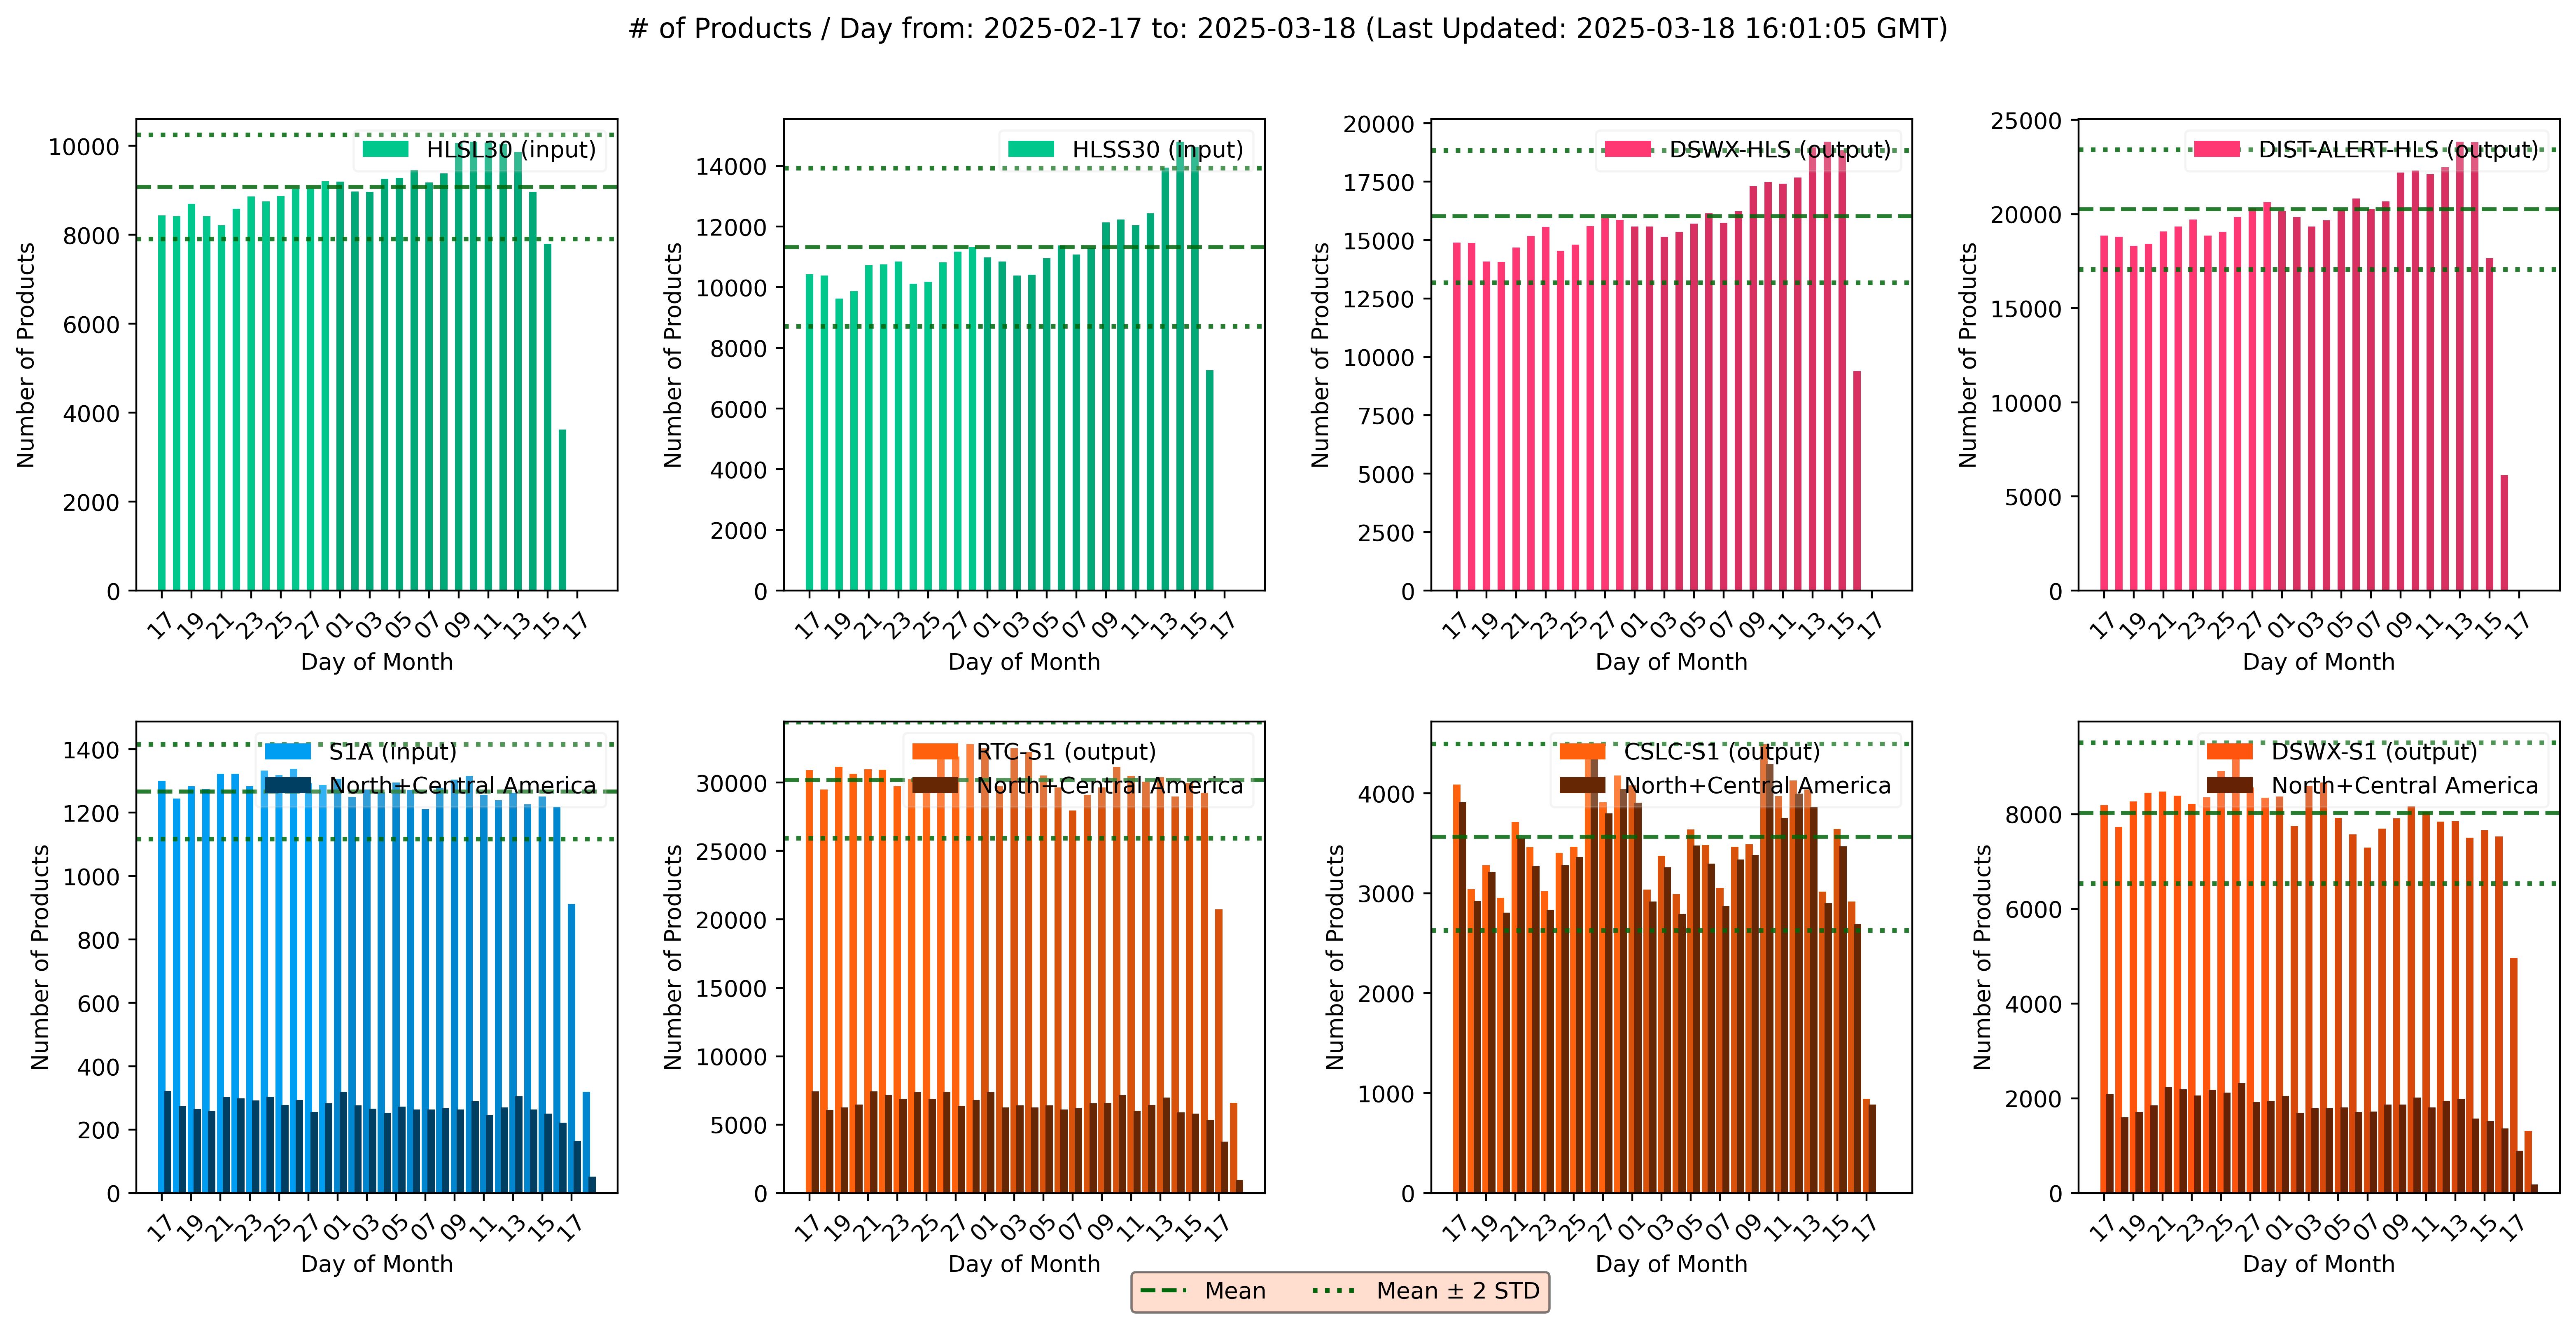 # of Products / Day from: 2025-02-17 to: 2025-03-18 (Last Updated: 2025-03-18 16:01:05 GMT)
HLSL30 (input)
Number of Products
10000
8000
6000
4000
2000
0
17 19 21 23 25 27 01 03 05 07 09 11 13 15 17
Day of Month
HLSS30 (input)
Number of Products
14000
12000
10000
8000
6000
4000
2000
0
17 19 21 23 25 27 01 03 05 07 09 11 13 15 17
Day of Month
DSWX-HLS (output)
Number of Products
20000
17500
15000
12500
10000
7500
5000
2500
0
17 19 21 23 25 27 01 03 05 07 09 11 13 15 17
Day of Month
DIST-ALERT-HLS (output)
Number of Products
25000
20000
15000
10000
5000
0
17 19 21 23 25 27 01 03 05 07 09 11 13 15 17
Day of Month
S1A (input)
North+Central America
Number of Products
1400
1200
1000
800
600
400
200
0
17 19 21 23 25 27 01 03 05 07 09 11 13 15 17
Day of Month
RTC-S1 (output)
North+Central America
Number of Products
30000
25000
20000
15000
10000
5000
0
17 19 21 23 25 27 01 03 05 07 09 11 13 15 17
Day of Month
CSLC-S1 (output)
North+Central America
Number of Products
4000
3000
2000
1000
0
17 19 21 23 25 27 01 03 05 07 09 11 13 15 17
Day of Month
DSWX-S1 (output)
North+Central America
Number of Products
8000
6000
4000
2000
0
17 19 21 23 25 27 01 03 05 07 09 11 13 15 17
Day of Month
Mean Mean ± 2 STD